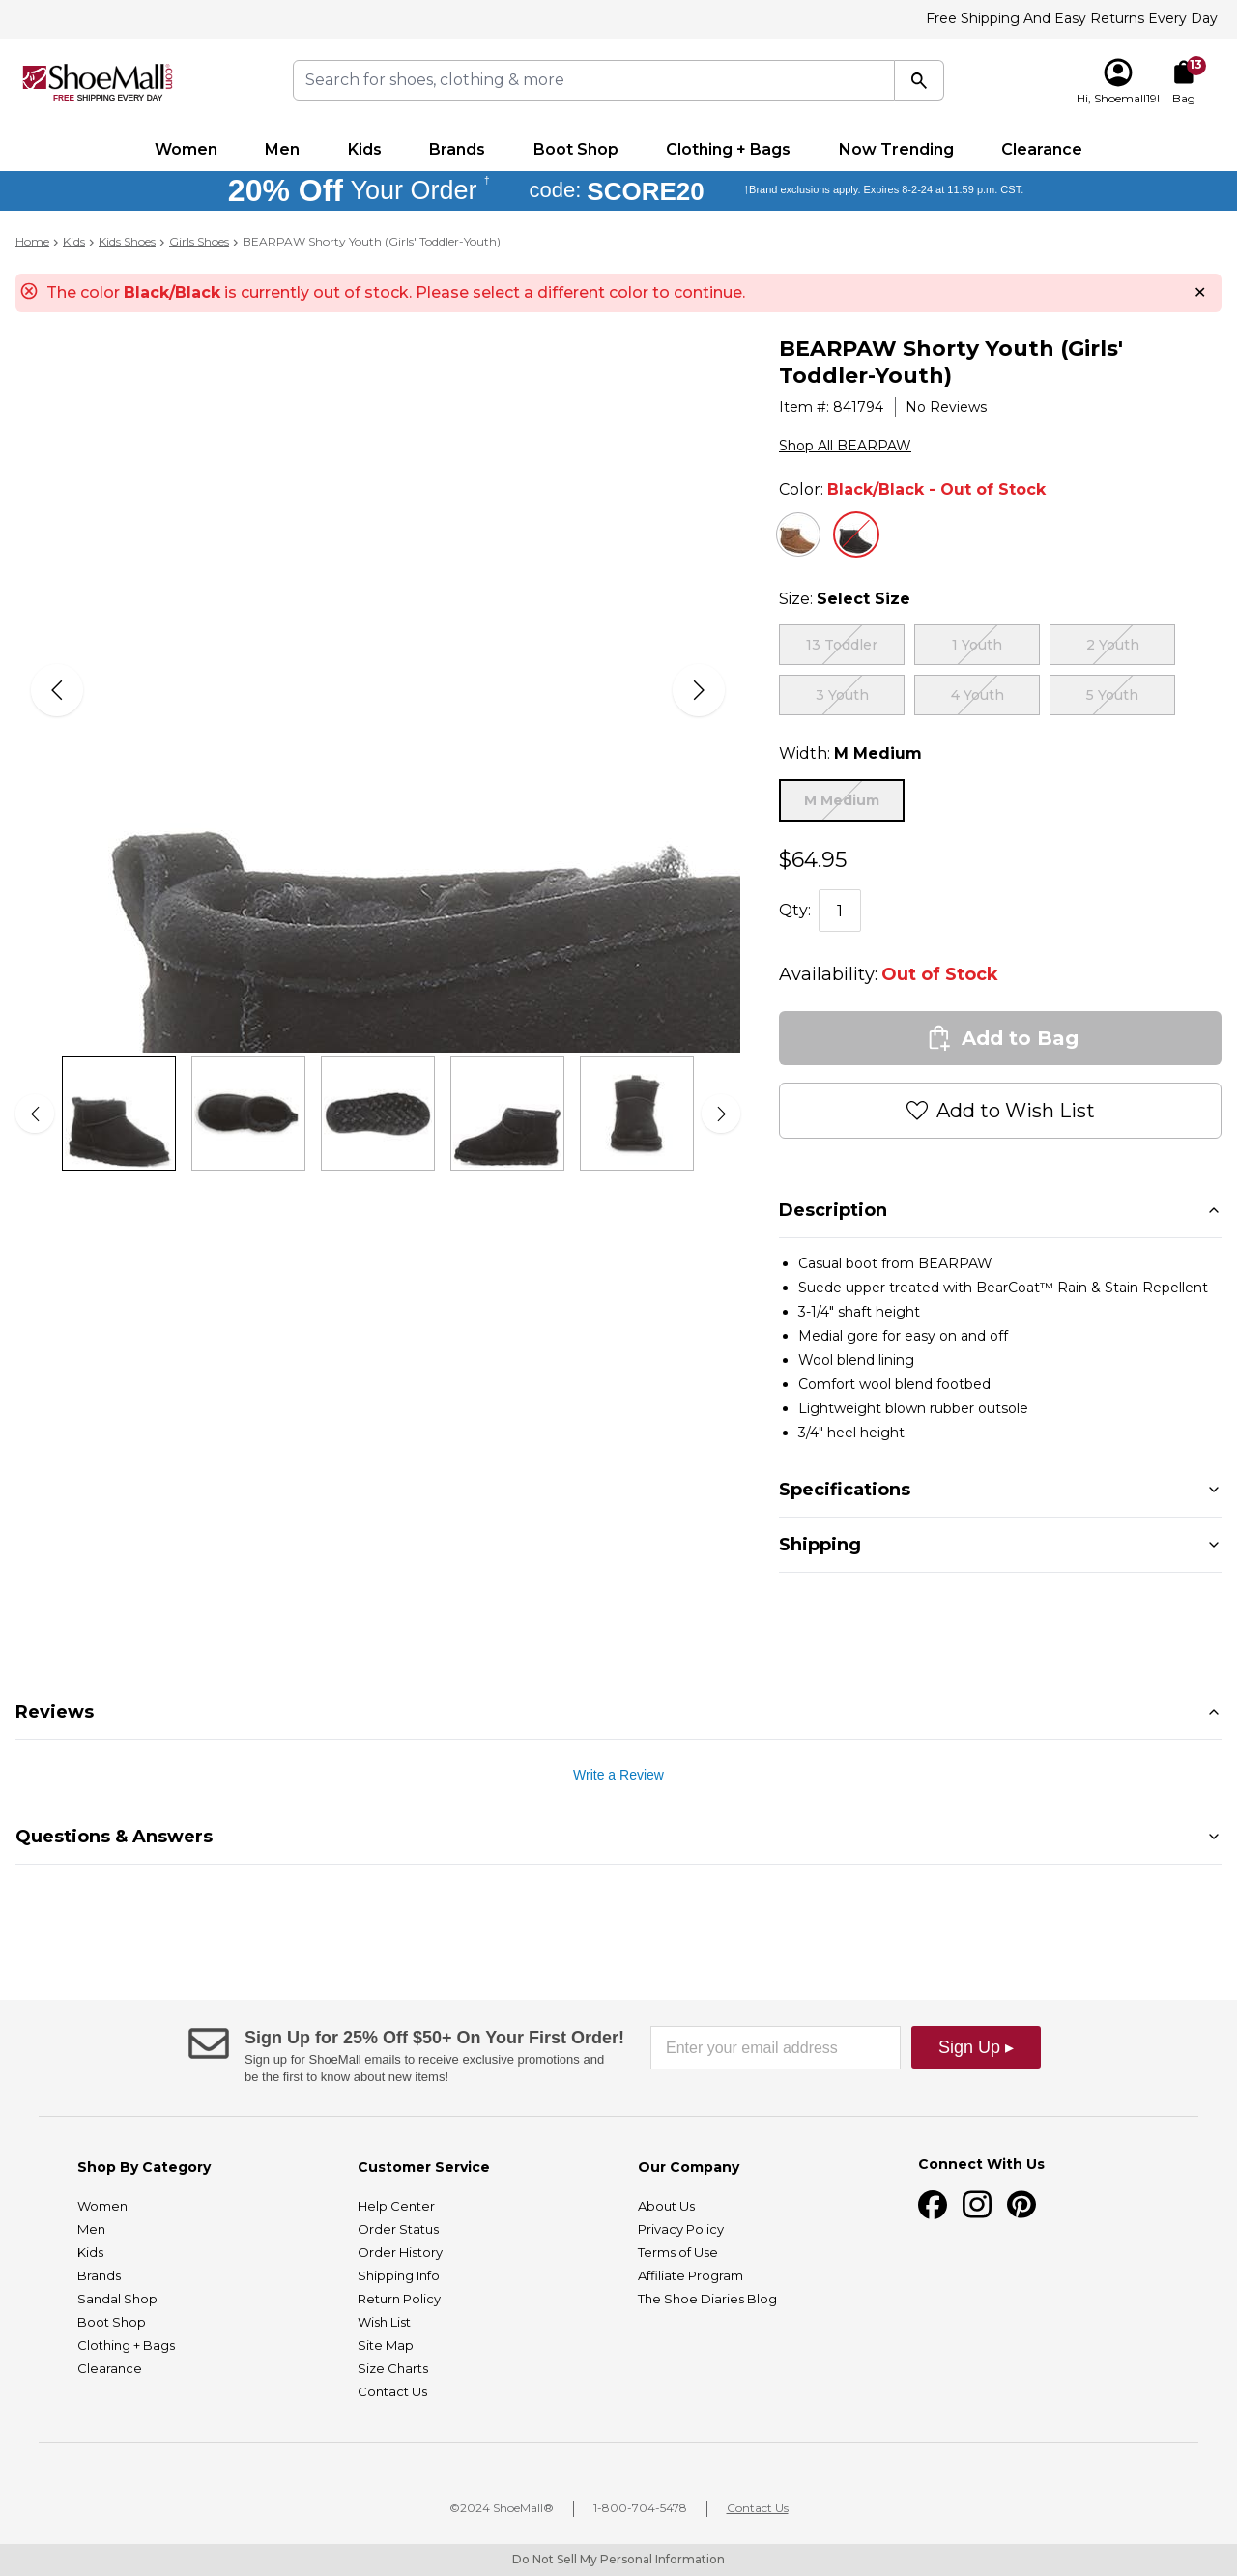 Free Shipping And Easy Returns Every Day
ShoeMall.com
FREE SHIPPING EVERY DAY
Search for shoes, clothing & more
13
Hi, Shoemall19!
Bag
Women
Men
Kids
Brands
Boot Shop
Clothing + Bags
Now Trending
Clearance
20% Off Your Order † code: SCORE20 †Brand exclusions apply. Expires 8-2-24 at 11:59 p.m. CST.
Home > Kids > Kids Shoes > Girls Shoes > BEARPAW Shorty Youth (Girls' Toddler-Youth)
The color Black/Black is currently out of stock. Please select a different color to continue.
BEARPAW Shorty Youth (Girls'
Toddler-Youth)
Item #: 841794 | No Reviews
Shop All BEARPAW
Color: Black/Black - Out of Stock
Size: Select Size
13 Toddler
1 Youth
2 Youth
3 Youth
4 Youth
5 Youth
Width: M Medium
M Medium
$64.95
Qty: 1
Availability: Out of Stock
Add to Bag
Add to Wish List
Description
• Casual boot from BEARPAW
• Suede upper treated with BearCoat™ Rain & Stain Repellent
• 3-1/4" shaft height
• Medial gore for easy on and off
• Wool blend lining
• Comfort wool blend footbed
• Lightweight blown rubber outsole
• 3/4" heel height
Specifications
Shipping
Reviews
Write a Review
Questions & Answers
Sign Up for 25% Off $50+ On Your First Order!
Sign up for ShoeMall emails to receive exclusive promotions and
be the first to know about new items!
Enter your email address
Sign Up ▸
Shop By Category
Women
Men
Kids
Brands
Sandal Shop
Boot Shop
Clothing + Bags
Clearance
Customer Service
Help Center
Order Status
Order History
Shipping Info
Return Policy
Wish List
Site Map
Size Charts
Contact Us
Our Company
About Us
Privacy Policy
Terms of Use
Affiliate Program
The Shoe Diaries Blog
Connect With Us
©2024 ShoeMall® | 1-800-704-5478 | Contact Us
Do Not Sell My Personal Information